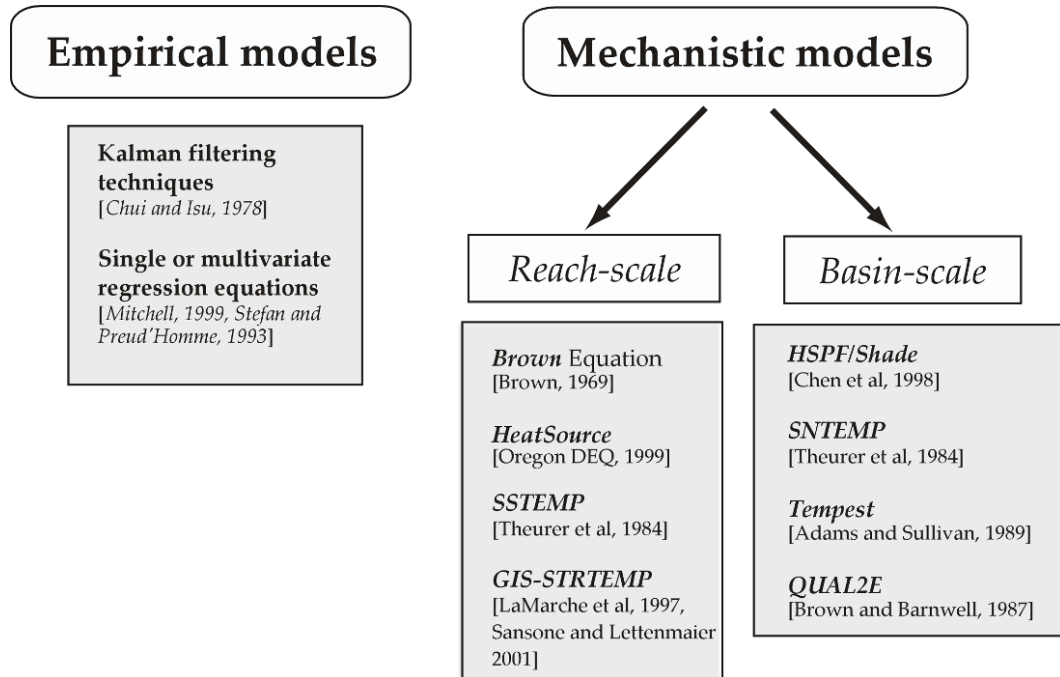 Empirical models
Kalman filtering
techniques
[Chui and Isu, 1978]
Single or multivariate
regression equations
[Mitchell, 1999, Stefan and
Preud'Homme, 1993]
Mechanistic models
Reach-scale
Brown Equation
[Brown, 1969]
HeatSource
[Oregon DEQ, 1999]
SSTEMP
[Theurer et al, 1984]
GIS-STRTEMP
[LaMarche et al, 1997,
Sansone and Lettenmaier
2001]
Basin-scale
HSPF/Shade
[Chen et al, 1998]
SNTEMP
[Theurer et al, 1984]
Tempest
[Adams and Sullivan, 1989]
QUAL2E
[Brown and Barnwell, 1987]